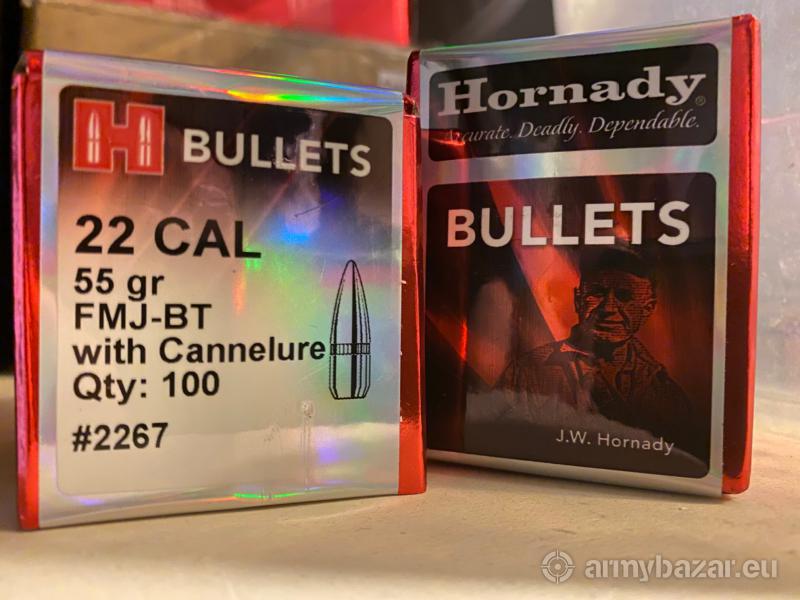 H BULLETS
22 CAL
55 gr
FMJ-BT
with Cannelure
Qty: 100
#2267
Hornady®
Accurate. Deadly. Dependable.
BULLETS
J.W. Hornady
armybazar.eu